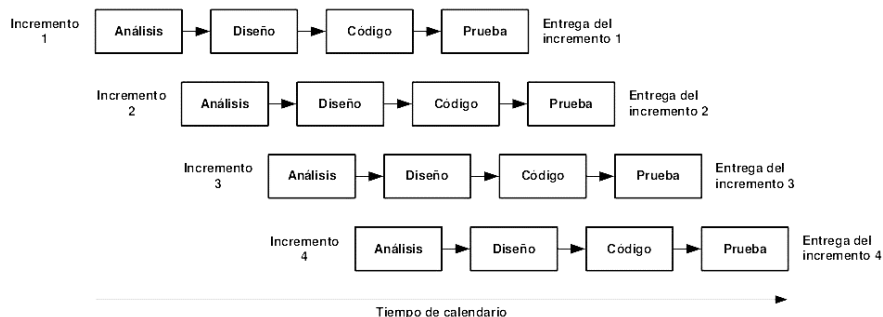 Incremento
1
Análisis
Diseño
Código
Prueba
Entrega del
incremento 1
Incremento
2
Análisis
Diseño
Código
Prueba
Entrega del
incremento 2
Incremento
3
Análisis
Diseño
Código
Prueba
Entrega del
incremento 3
Incremento
4
Análisis
Diseño
Código
Prueba
Entrega del
incremento 4
Tiempo de calendario